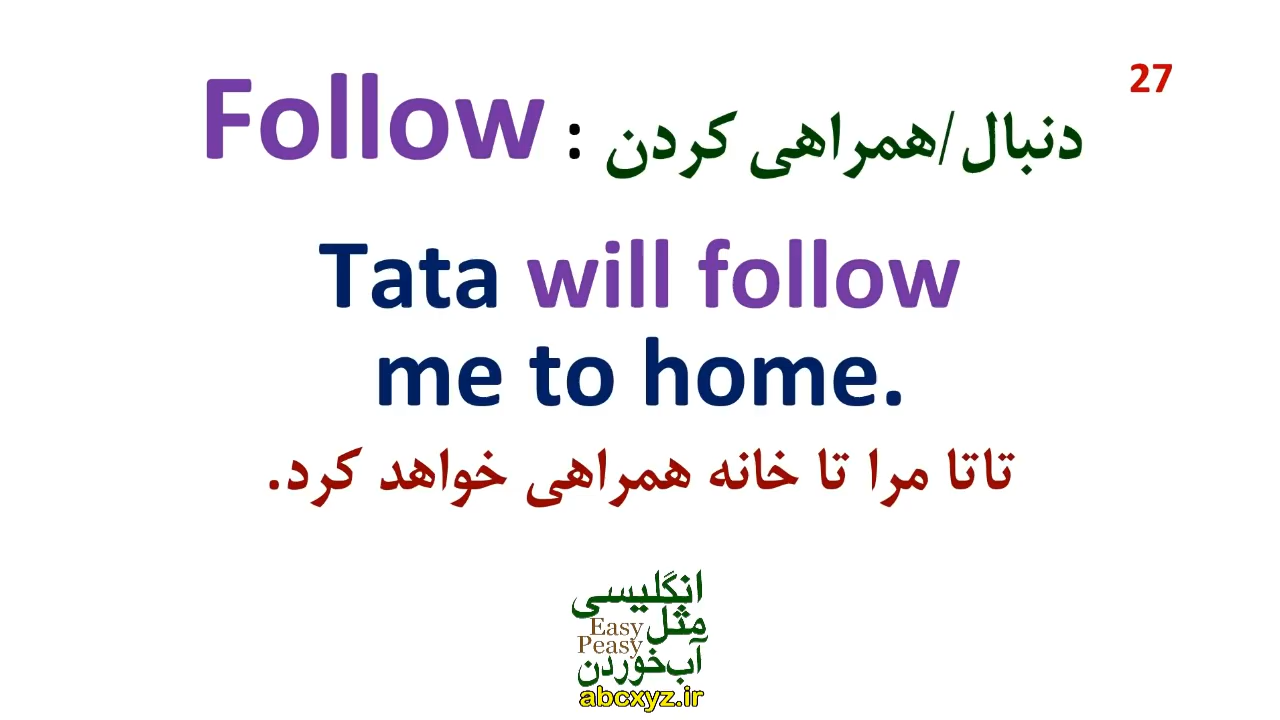 27
Follow : دنبال/همراهی کردن
Tata will follow
me to home.
تاتا مرا تا خانه همراهی خواهد کرد.
انگلیسی
مثل Easy
Peasy
آب‌خوردن
abcxyz.ir